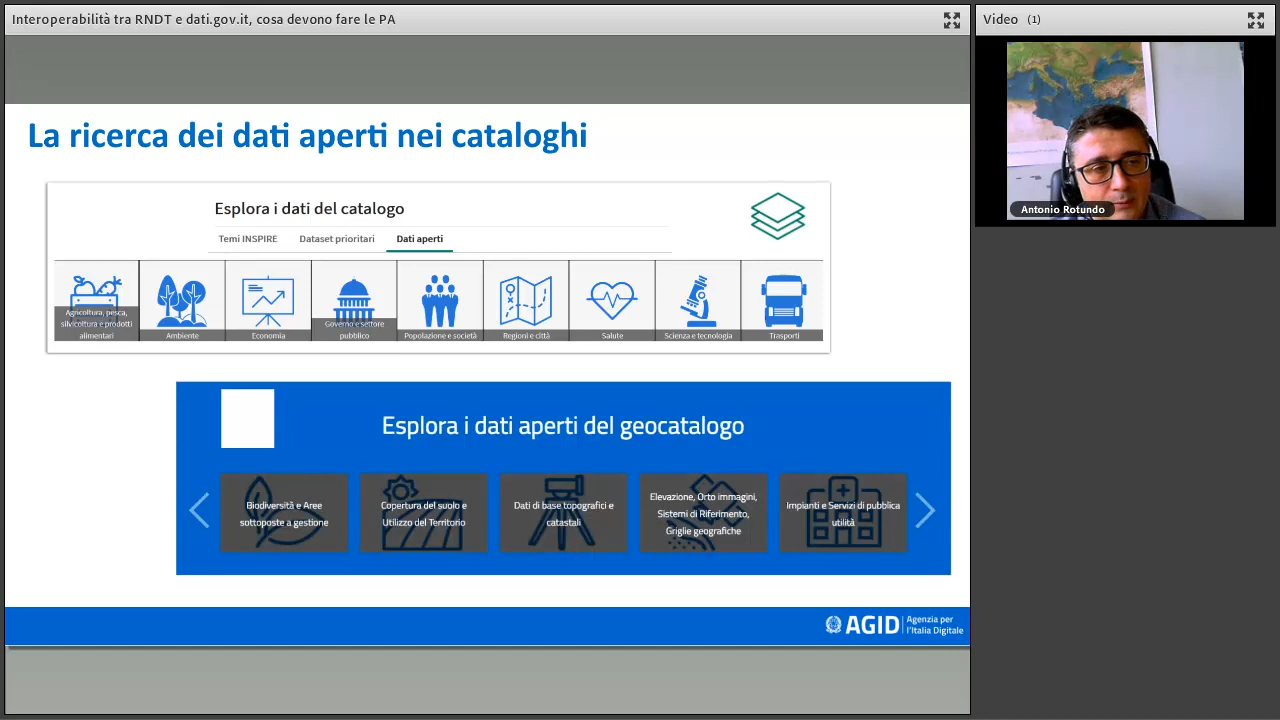 Interoperabilità tra RNDT e dati.gov.it, cosa devono fare le PA
Video (1)
Antonio Rotundo
La ricerca dei dati aperti nei cataloghi
Esplora i dati del catalogo
Temi INSPIRE Dataset prioritari Dati aperti
Agricoltura, pesca,
silvicoltura e prodotti
alimentari
Ambiente
Economia
Governo e settore
pubblico
Popolazione e società
Regioni e città
Salute
Scienza e tecnologia
Trasporti
Esplora i dati aperti del geocatalogo
Biodiversità e Aree
sottoposte a gestione
Copertura del suolo e
Utilizzo del Territorio
Dati di base topografici e
catastali
Elevazione, Orto immagini,
Sistemi di Riferimento,
Griglie geografiche
Impianti e Servizi di pubblica
utilità
AGID
Agenzia per
l'Italia Digitale